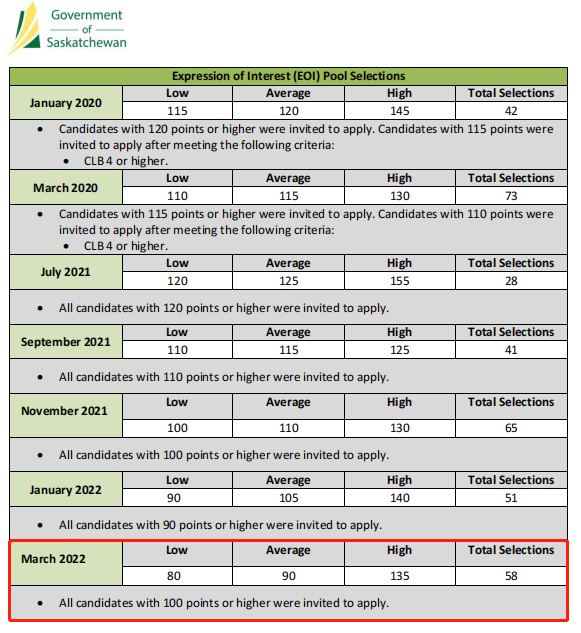 Government
of
Saskatchewan
Expression of Interest (EOI) Pool Selections
January 2020 Low Average High Total Selections
115 120 145 42
• Candidates with 120 points or higher were invited to apply. Candidates with 115 points were
invited to apply after meeting the following criteria:
• CLB 4 or higher.
March 2020 Low Average High Total Selections
110 115 130 73
• Candidates with 115 points or higher were invited to apply. Candidates with 110 points were
invited to apply after meeting the following criteria:
• CLB 4 or higher.
July 2021 Low Average High Total Selections
120 125 155 28
• All candidates with 120 points or higher were invited to apply.
September 2021 Low Average High Total Selections
110 115 125 41
• All candidates with 110 points or higher were invited to apply.
November 2021 Low Average High Total Selections
100 110 130 65
• All candidates with 100 points or higher were invited to apply.
January 2022 Low Average High Total Selections
90 105 140 51
• All candidates with 90 points or higher were invited to apply.
March 2022 Low Average High Total Selections
80 90 135 58
• All candidates with 100 points or higher were invited to apply.